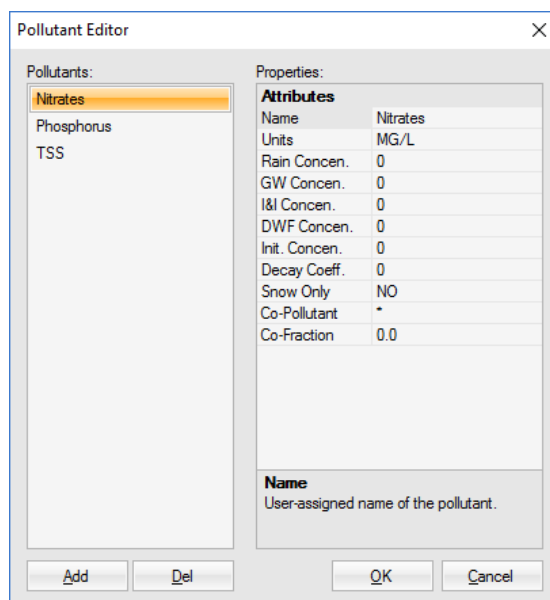 Pollutant Editor
Pollutants:
Nitrates
Phosphorus
TSS
Properties:
Attributes
Name Nitrates
Units MG/L
Rain Concen. 0
GW Concen. 0
I&I Concen. 0
DWF Concen. 0
Init. Concen. 0
Decay Coeff. 0
Snow Only NO
Co-Pollutant *
Co-Fraction 0.0
Name
User-assigned name of the pollutant.
Add Del OK Cancel